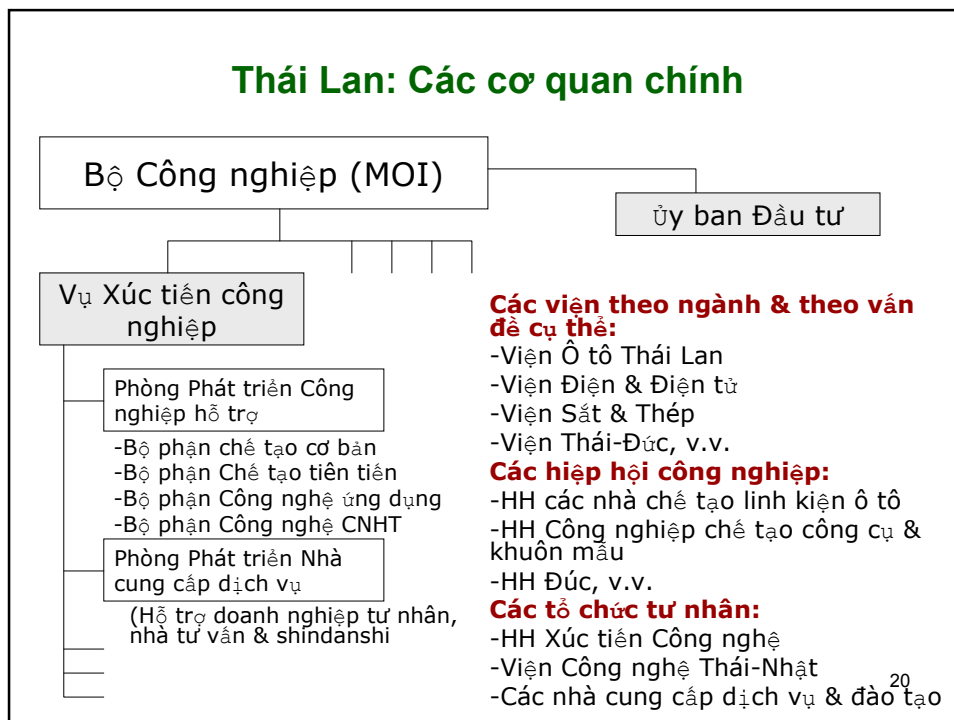 Thái Lan: Các cơ quan chính
Bộ Công nghiệp (MOI)
ủy ban Đầu tư
Vụ Xúc tiến công
nghiệp
Phòng Phát triển Công
nghiệp hỗ trợ
-Bộ phận chế tạo cơ bản
-Bộ phận Chế tạo tiên tiến
-Bộ phận Công nghệ ứng dụng
-Bộ phận Công nghệ CNHT
Phòng Phát triển Nhà
cung cấp dịch vụ
(Hỗ trợ doanh nghiệp tư nhân,
nhà tư vấn & shindanshi
Các viện theo ngành & theo vấn
đề cụ thể:
-Viện Ô tô Thái Lan
-Viện Điện & Điện tử
-Viện Sắt & Thép
-Viện Thái-Đức, v.v.
Các hiệp hội công nghiệp:
-HH các nhà chế tạo linh kiện ô tô
-HH Công nghiệp chế tạo công cụ &
khuôn mẫu
-HH Đúc, v.v.
Các tổ chức tư nhân:
-HH Xúc tiến Công nghệ
-Viện Công nghệ Thái-Nhật
-Các nhà cung cấp dịch vụ & đào tạo
20